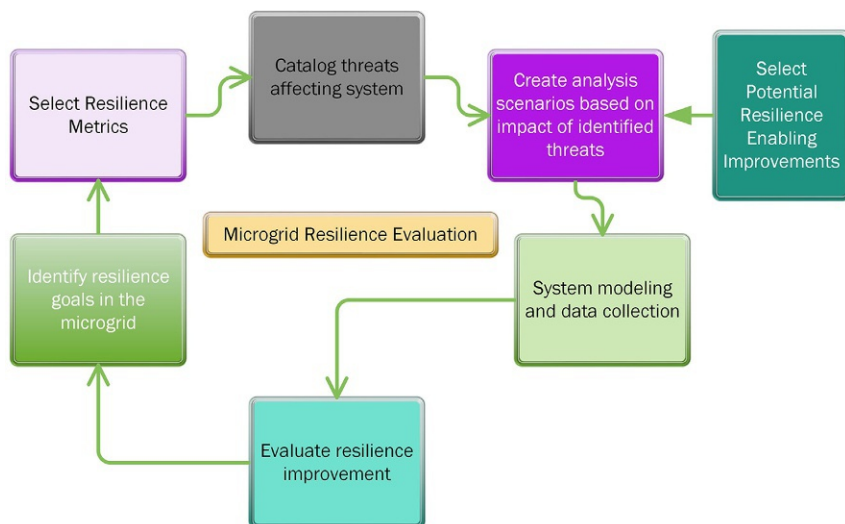 Select Resilience
Metrics
Catalog threats
affecting system
Create analysis
scenarios based on
impact of identified
threats
Select
Potential
Resilience
Enabling
Improvements
Microgrid Resilience Evaluation
Identify resilience
goals in the
microgrid
System modeling
and data collection
Evaluate resilience
improvement